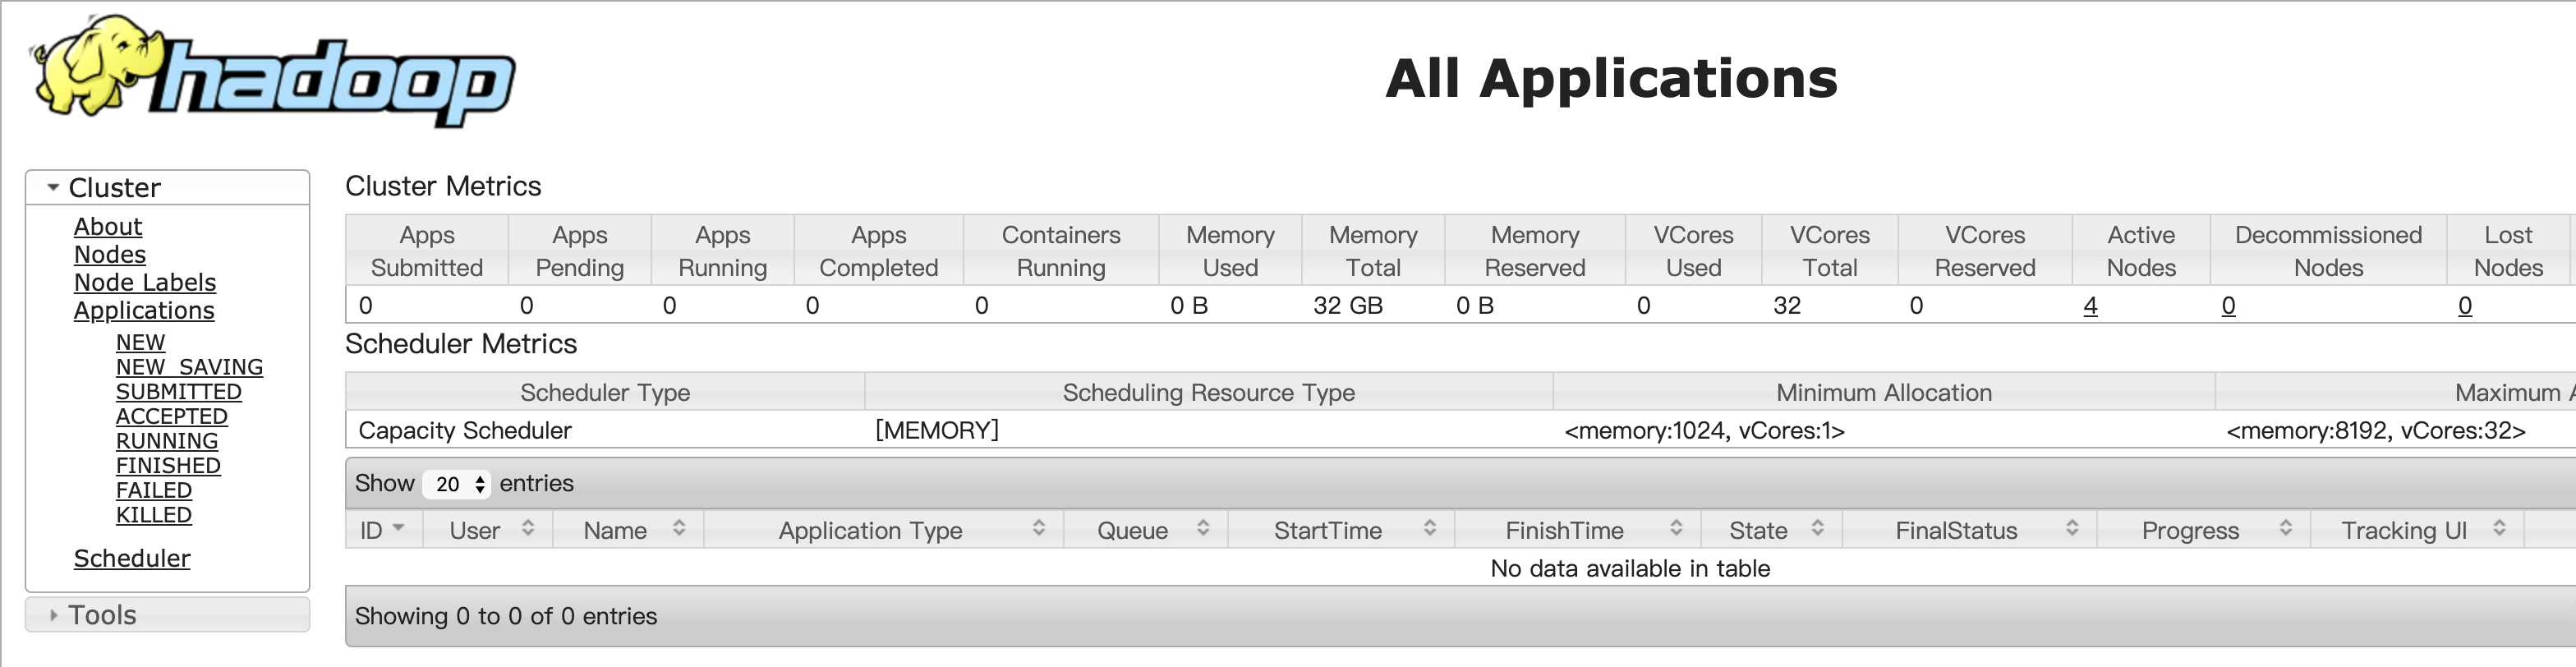 hadoop
All Applications
Cluster
About
Nodes
Node Labels
Applications
NEW
NEW_SAVING
SUBMITTED
ACCEPTED
RUNNING
FINISHED
FAILED
KILLED
Scheduler
Tools
Cluster Metrics
Apps Submitted Apps Pending Apps Running Apps Completed Containers Running Memory Used Memory Total Memory Reserved VCores Used VCores Total VCores Reserved Active Nodes Decommissioned Nodes Lost Nodes
0 0 0 0 0 0 B 32 GB 0 B 0 32 0 4 0 0
Scheduler Metrics
Scheduler Type Scheduling Resource Type Minimum Allocation Maximum A
Capacity Scheduler [MEMORY] <memory:1024, vCores:1> <memory:8192, vCores:32>
Show 20 entries
ID User Name Application Type Queue StartTime FinishTime State FinalStatus Progress Tracking UI
No data available in table
Showing 0 to 0 of 0 entries